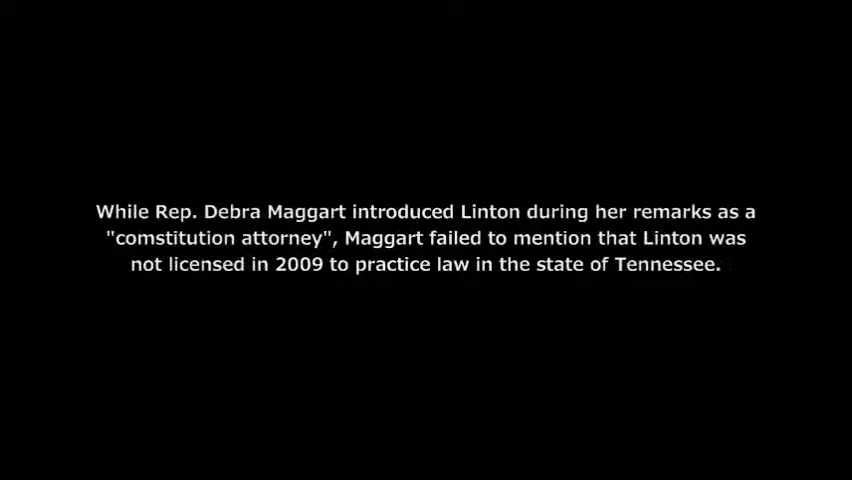 While Rep. Debra Maggart introduced Linton during her remarks as a
"comstitution attorney", Maggart failed to mention that Linton was
not licensed in 2009 to practice law in the state of Tennessee.